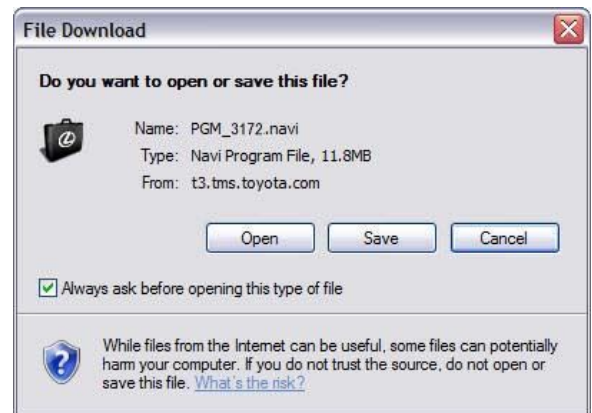 File Download
Do you want to open or save this file?
Name: PGM_3172.navi
Type: Navi Program File, 11.8MB
From: t3.tms.toyota.com
Open Save Cancel
Always ask before opening this type of file
While files from the Internet can be useful, some files can potentially
harm your computer. If you do not trust the source, do not open or
save this file. What's the risk?